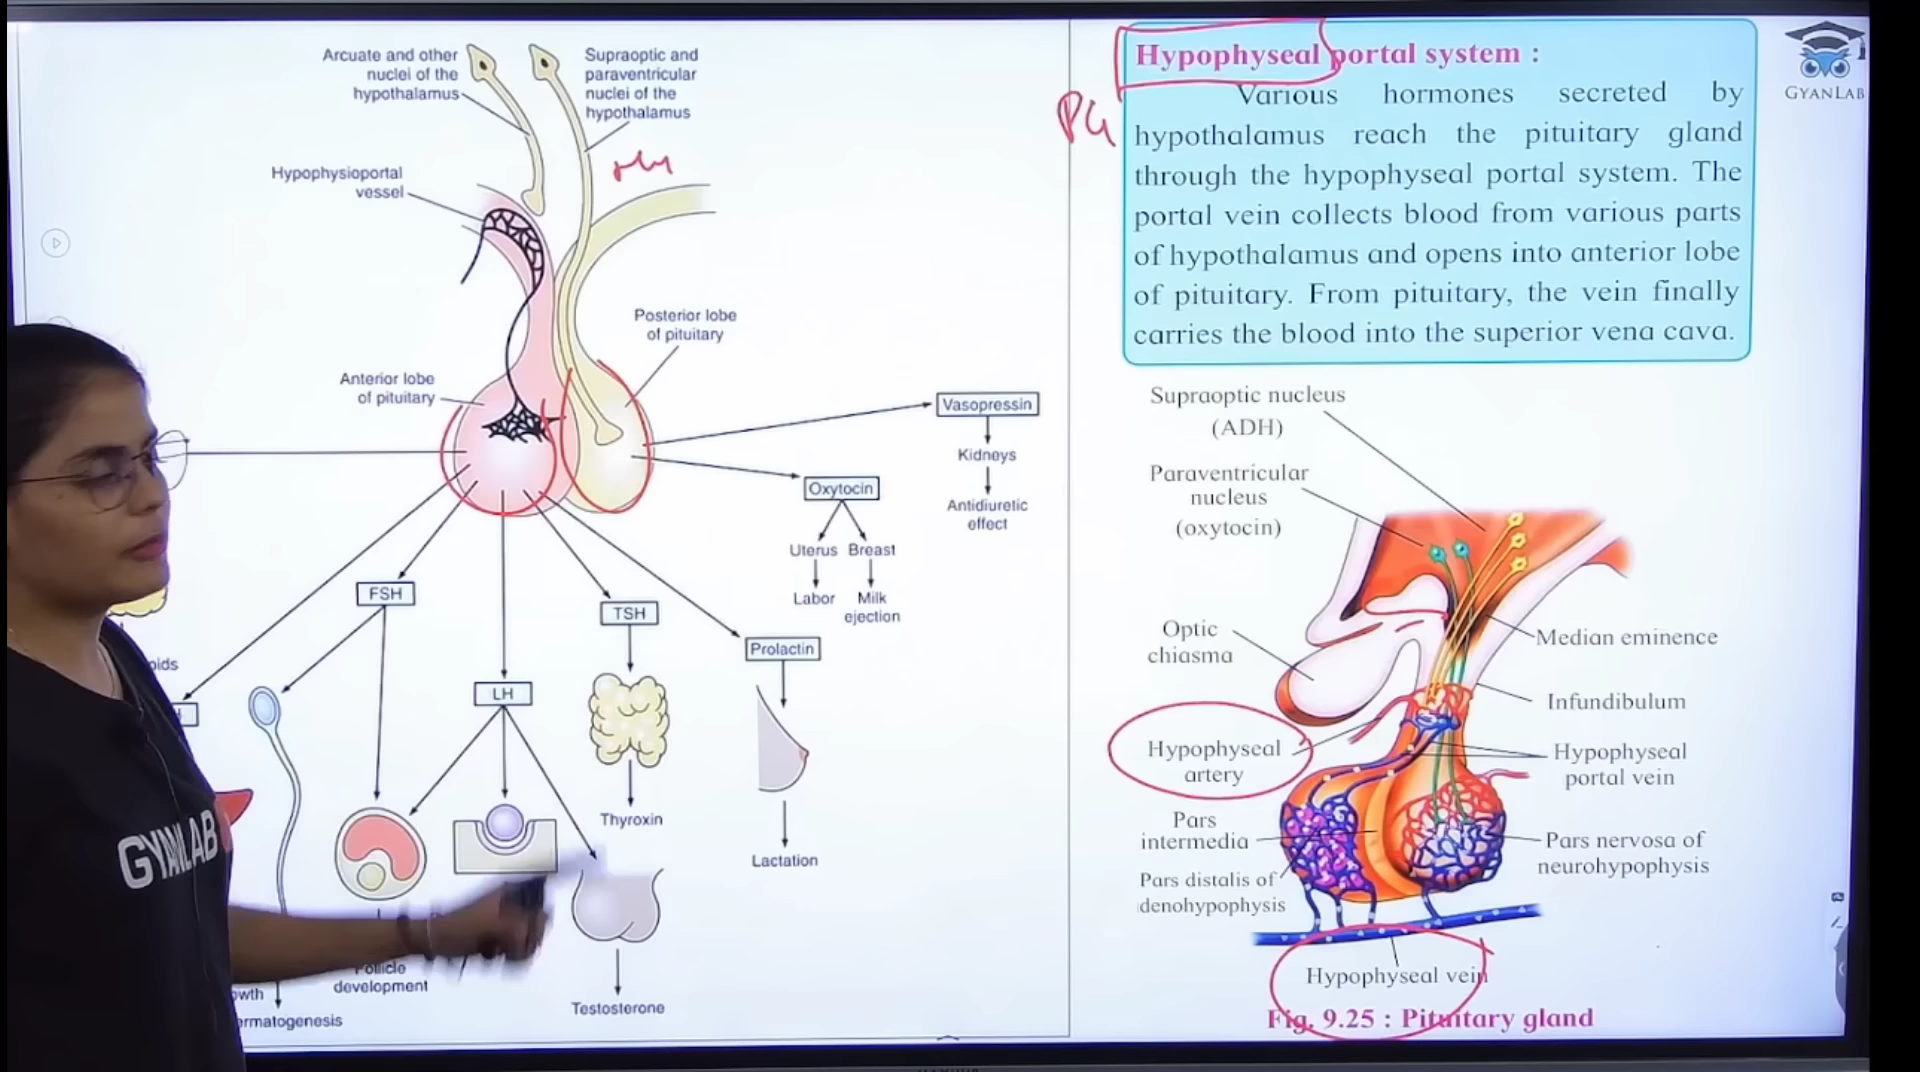 Arcuate and other
nuclei of the
hypothalamus
Supraoptic and
paraventricular
nuclei of the
hypothalamus
Hypophysioportal
vessel
Posterior lobe
of pituitary
Anterior lobe
of pituitary
Vasopressin
Kidneys
Antidiuretic
effect
Oxytocin
Uterus Breast
Labor Milk
ejection
FSH
TSH
Prolactin
LH
Thyroxin
Lactation
Follicle
development
Testosterone
GYANLAB
PG
Hypophyseal portal system :
Various hormones secreted by
hypothalamus reach the pituitary gland
through the hypophyseal portal system. The
portal vein collects blood from various parts
of hypothalamus and opens into anterior lobe
of pituitary. From pituitary, the vein finally
carries the blood into the superior vena cava.
GYANLAB
Supraoptic nucleus
(ADH)
Paraventricular
nucleus
(oxytocin)
Optic
chiasma
Median eminence
Infundibulum
Hypophyseal
artery
Hypophyseal
portal vein
Pars
intermedia
Pars nervosa of
neurohypophysis
Pars distalis of
denohypophysis
Hypophyseal vein
Fig. 9.25 : Pituitary gland